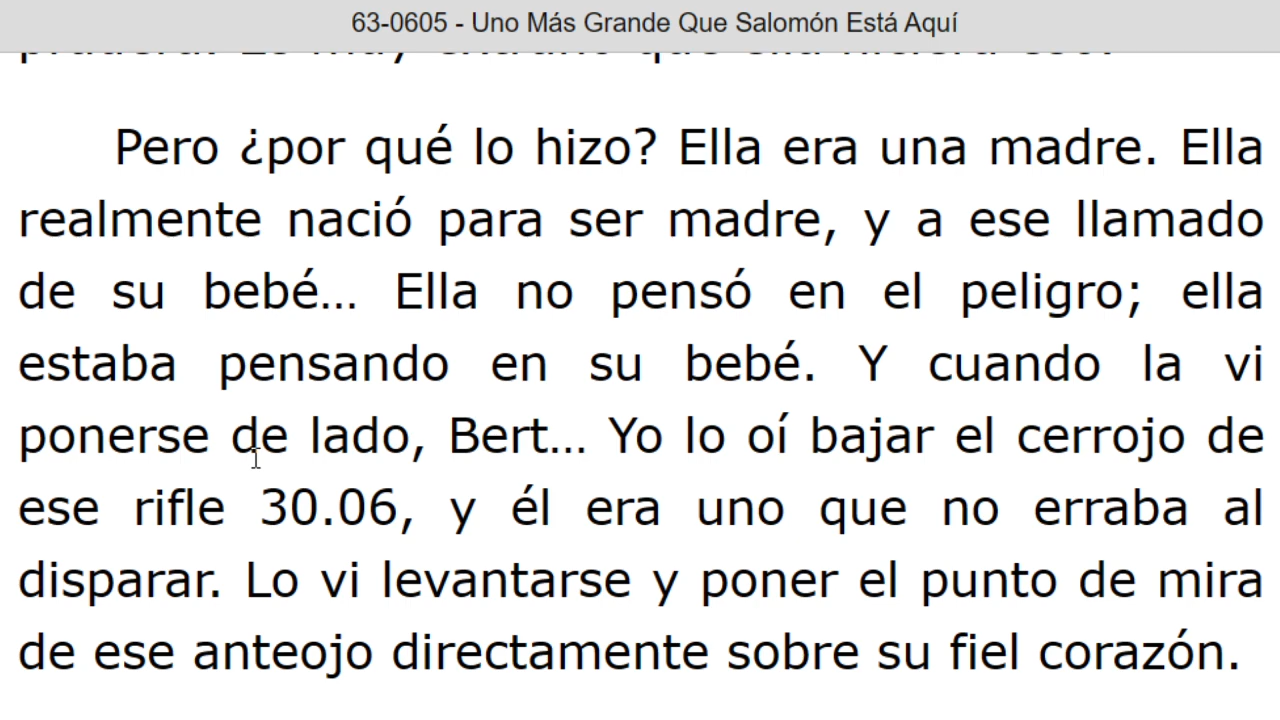 63-0605 - Uno Más Grande Que Salomón Está Aquí
Pero ¿por qué lo hizo? Ella era una madre. Ella
realmente nació para ser madre, y a ese llamado
de su bebé… Ella no pensó en el peligro; ella
estaba pensando en su bebé. Y cuando la vi
ponerse de lado, Bert… Yo lo oí bajar el cerrojo de
ese rifle 30.06, y él era uno que no erraba al
disparar. Lo vi levantarse y poner el punto de mira
de ese anteojo directamente sobre su fiel corazón.